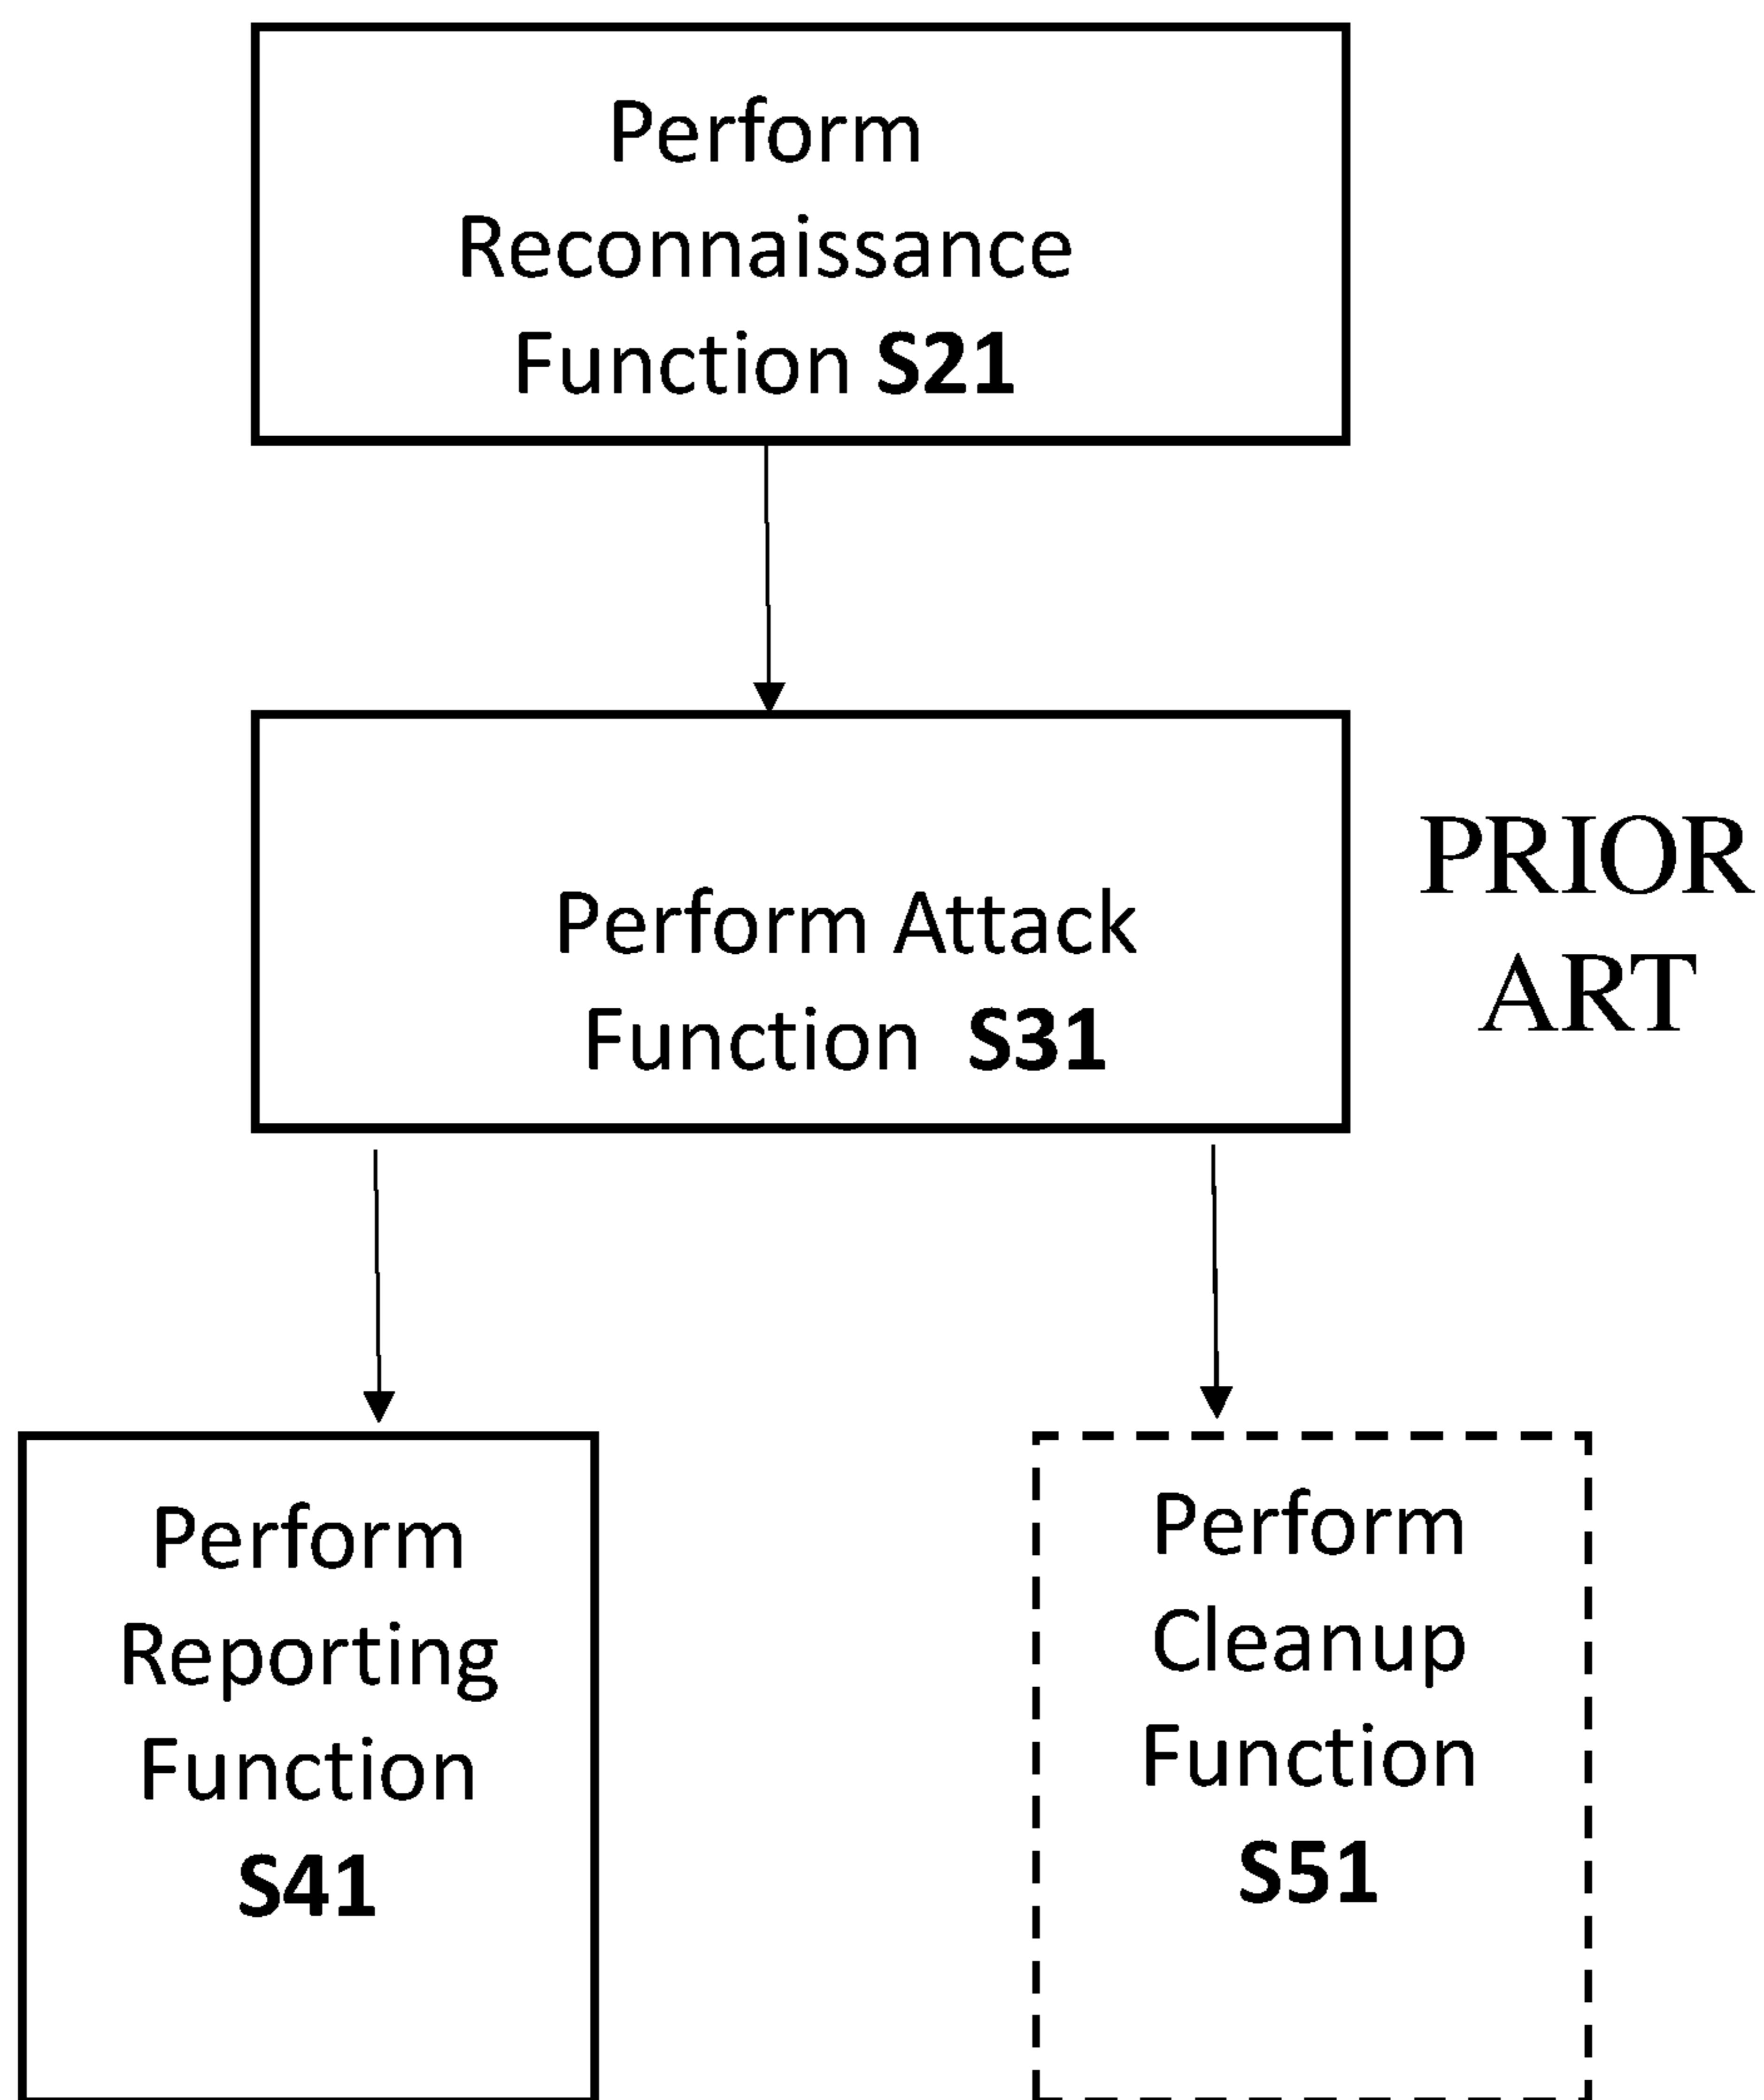 Perform
Reconnaissance
Function S21
Perform Attack
Function S31
PRIOR
ART
Perform
Reporting
Function
S41
Perform
Cleanup
Function
S51